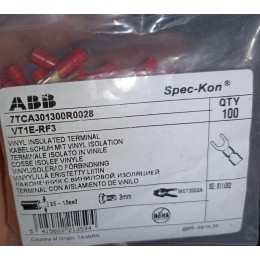 Spec-Kon®
ABB
7TCA301300R0028
VT1E-RF3
QTY
100
VINYL INSULATED TERMINAL
KABELSCHUH MIT VINYL ISOLATION
TERMINALE ISOLATO IN VINILE
COSSE ISOLEE VINYLE
VINYLISOLERAD FÖRBINDNING
VYYLILLÄ ERISTETTY LIITIN
НАКОНЕЧНИК С ВИНИЛОВОЙ ИЗОЛЯЦИЕЙ
TERMINAL CON AISLAMIENTO DE VINILO
3mm
Country of Origin: TAIWAN